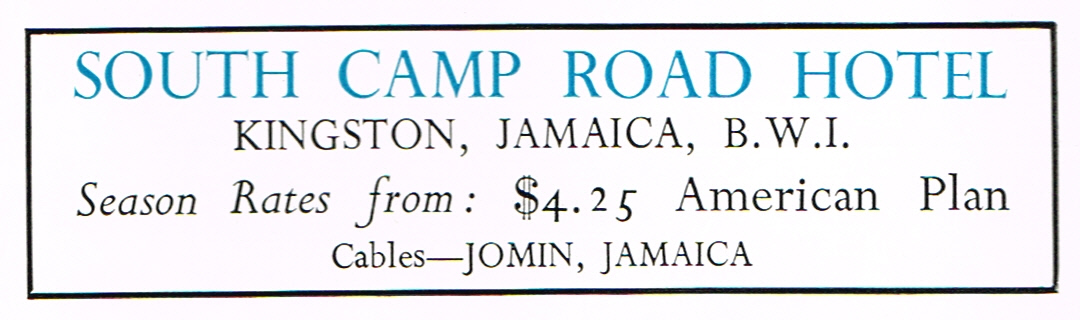 SOUTH CAMP ROAD HOTEL
KINGSTON, JAMAICA, B.W.I.
Season Rates from: $4.25 American Plan
Cables—JOMIN, JAMAICA